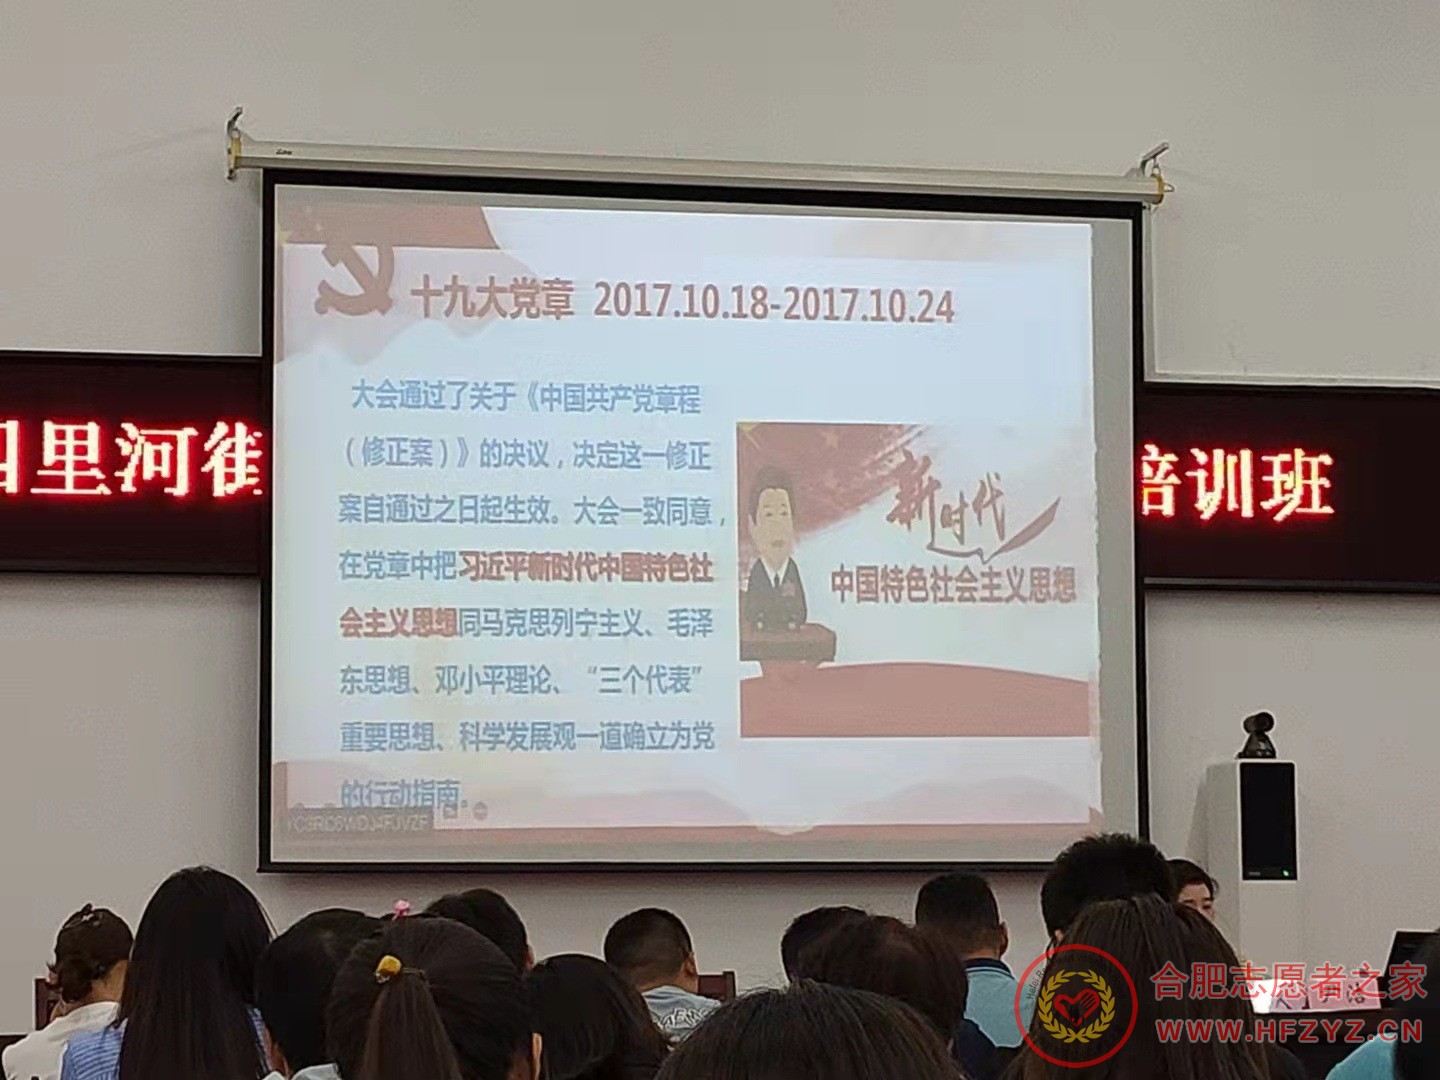 十九大党章 2017.10.18-2017.10.24
大会通过了关于《中国共产党章程
（修正案）》的决议，决定这一修正
案自通过之日起生效。大会一致同意，
在党章中把习近平新时代中国特色社
会主义思想同马克思列宁主义、毛泽
东思想、邓小平理论、“三个代表”
重要思想、科学发展观一道确立为党
的行动指南。
新时代
中国特色社会主义思想
四里河街
培训班
合肥志愿者之家
WWW.HFZYZ.CN